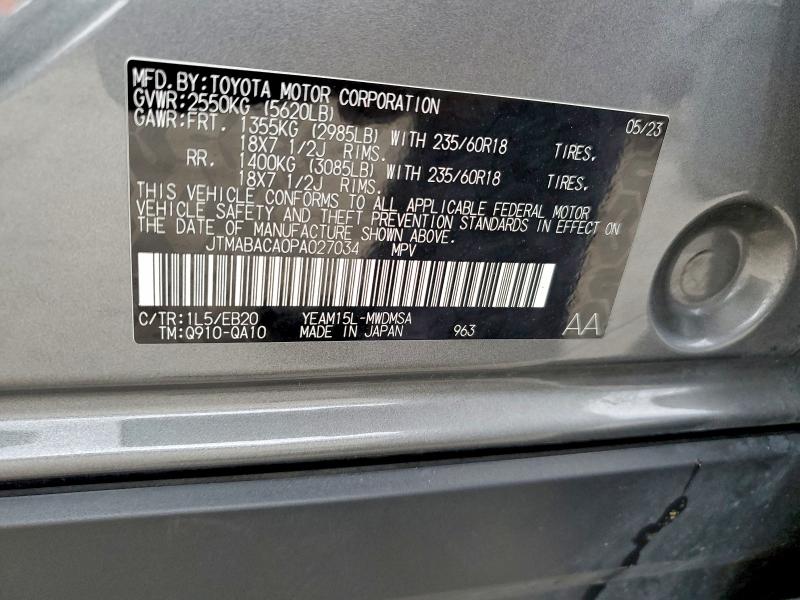 MFD.BY:TOYOTA MOTOR CORPORATION
GVWR:2550KG (5620LB) 05/23
GAWR:FRT. 1355KG (2985LB) WITH 235/60R18 TIRES,
18X7 1/2J RIMS.
RR. 1400KG (3085LB) WITH 235/60R18 TIRES,
18X7 1/2J RIMS.
THIS VEHICLE CONFORMS TO ALL APPLICABLE FEDERAL MOTOR
VEHICLE SAFETY AND THEFT PREVENTION STANDARDS IN EFFECT ON
THE DATE OF MANUFACTURE SHOWN ABOVE.
JTMABACA0PA027034 MPV
C/TR:1L5/EB20 YEAM15L-MWDMSA
TM:Q910-QA10 MADE IN JAPAN 963 AA